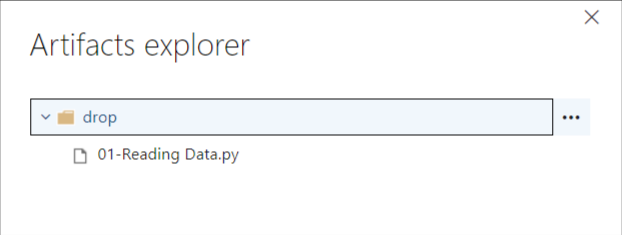 Artifacts explorer
drop
01-Reading Data.py